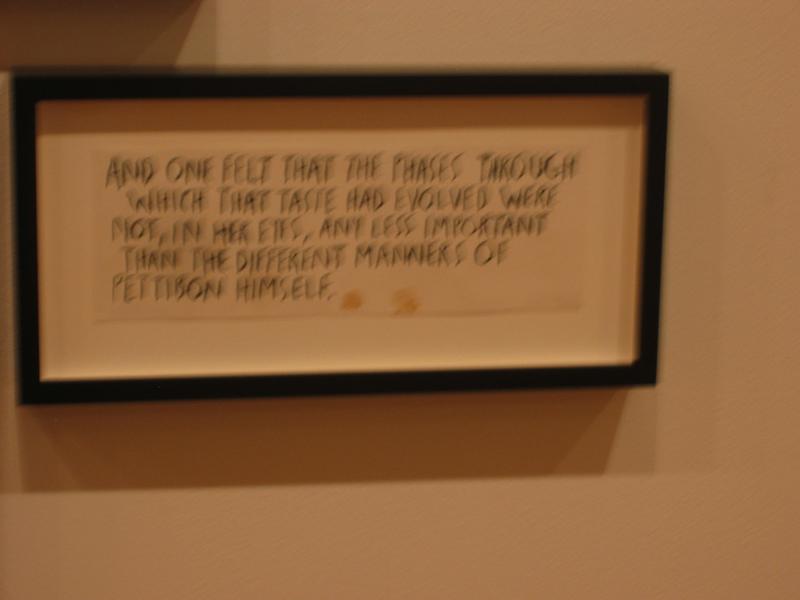 AND ONE FELT THAT THE PHASES THROUGH
WHICH THAT TASTE HAD EVOLVED WERE
NOT, IN HER EYES, ANY LESS IMPORTANT
THAN THE DIFFERENT MANNERS OF
PETTIBON HIMSELF.